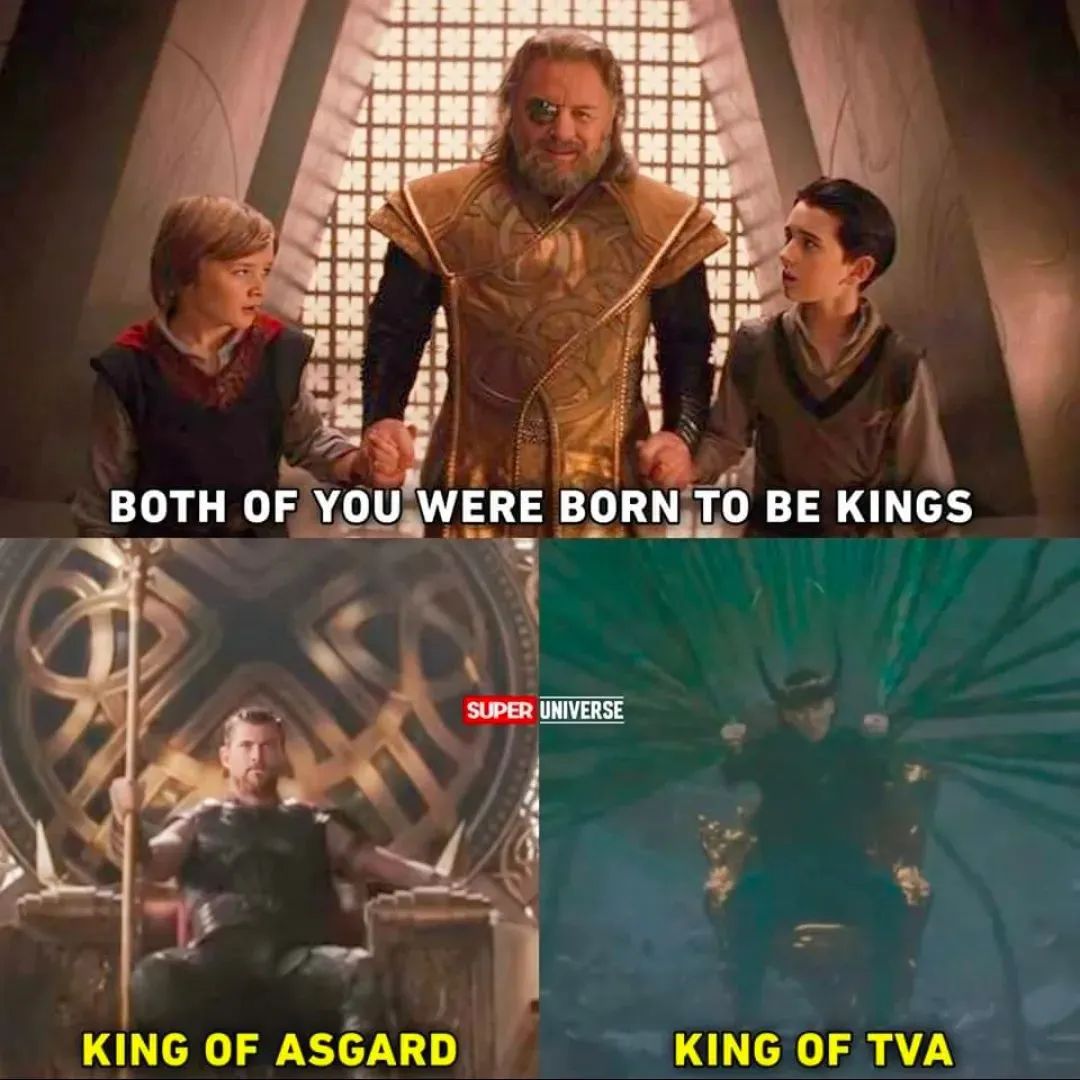 BOTH OF YOU WERE BORN TO BE KINGS
SUPER UNIVERSE
KING OF ASGARD
KING OF TVA